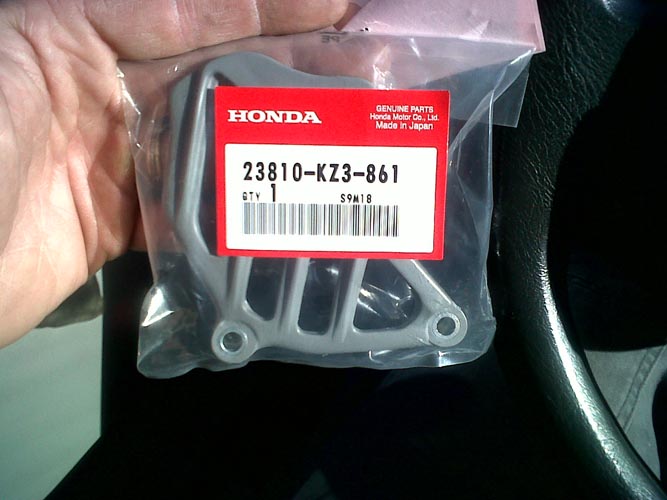 HONDA
GENUINE PARTS
Honda Motor Co., Ltd.
Made in Japan
23810-KZ3-861
QTY 1 S9M18